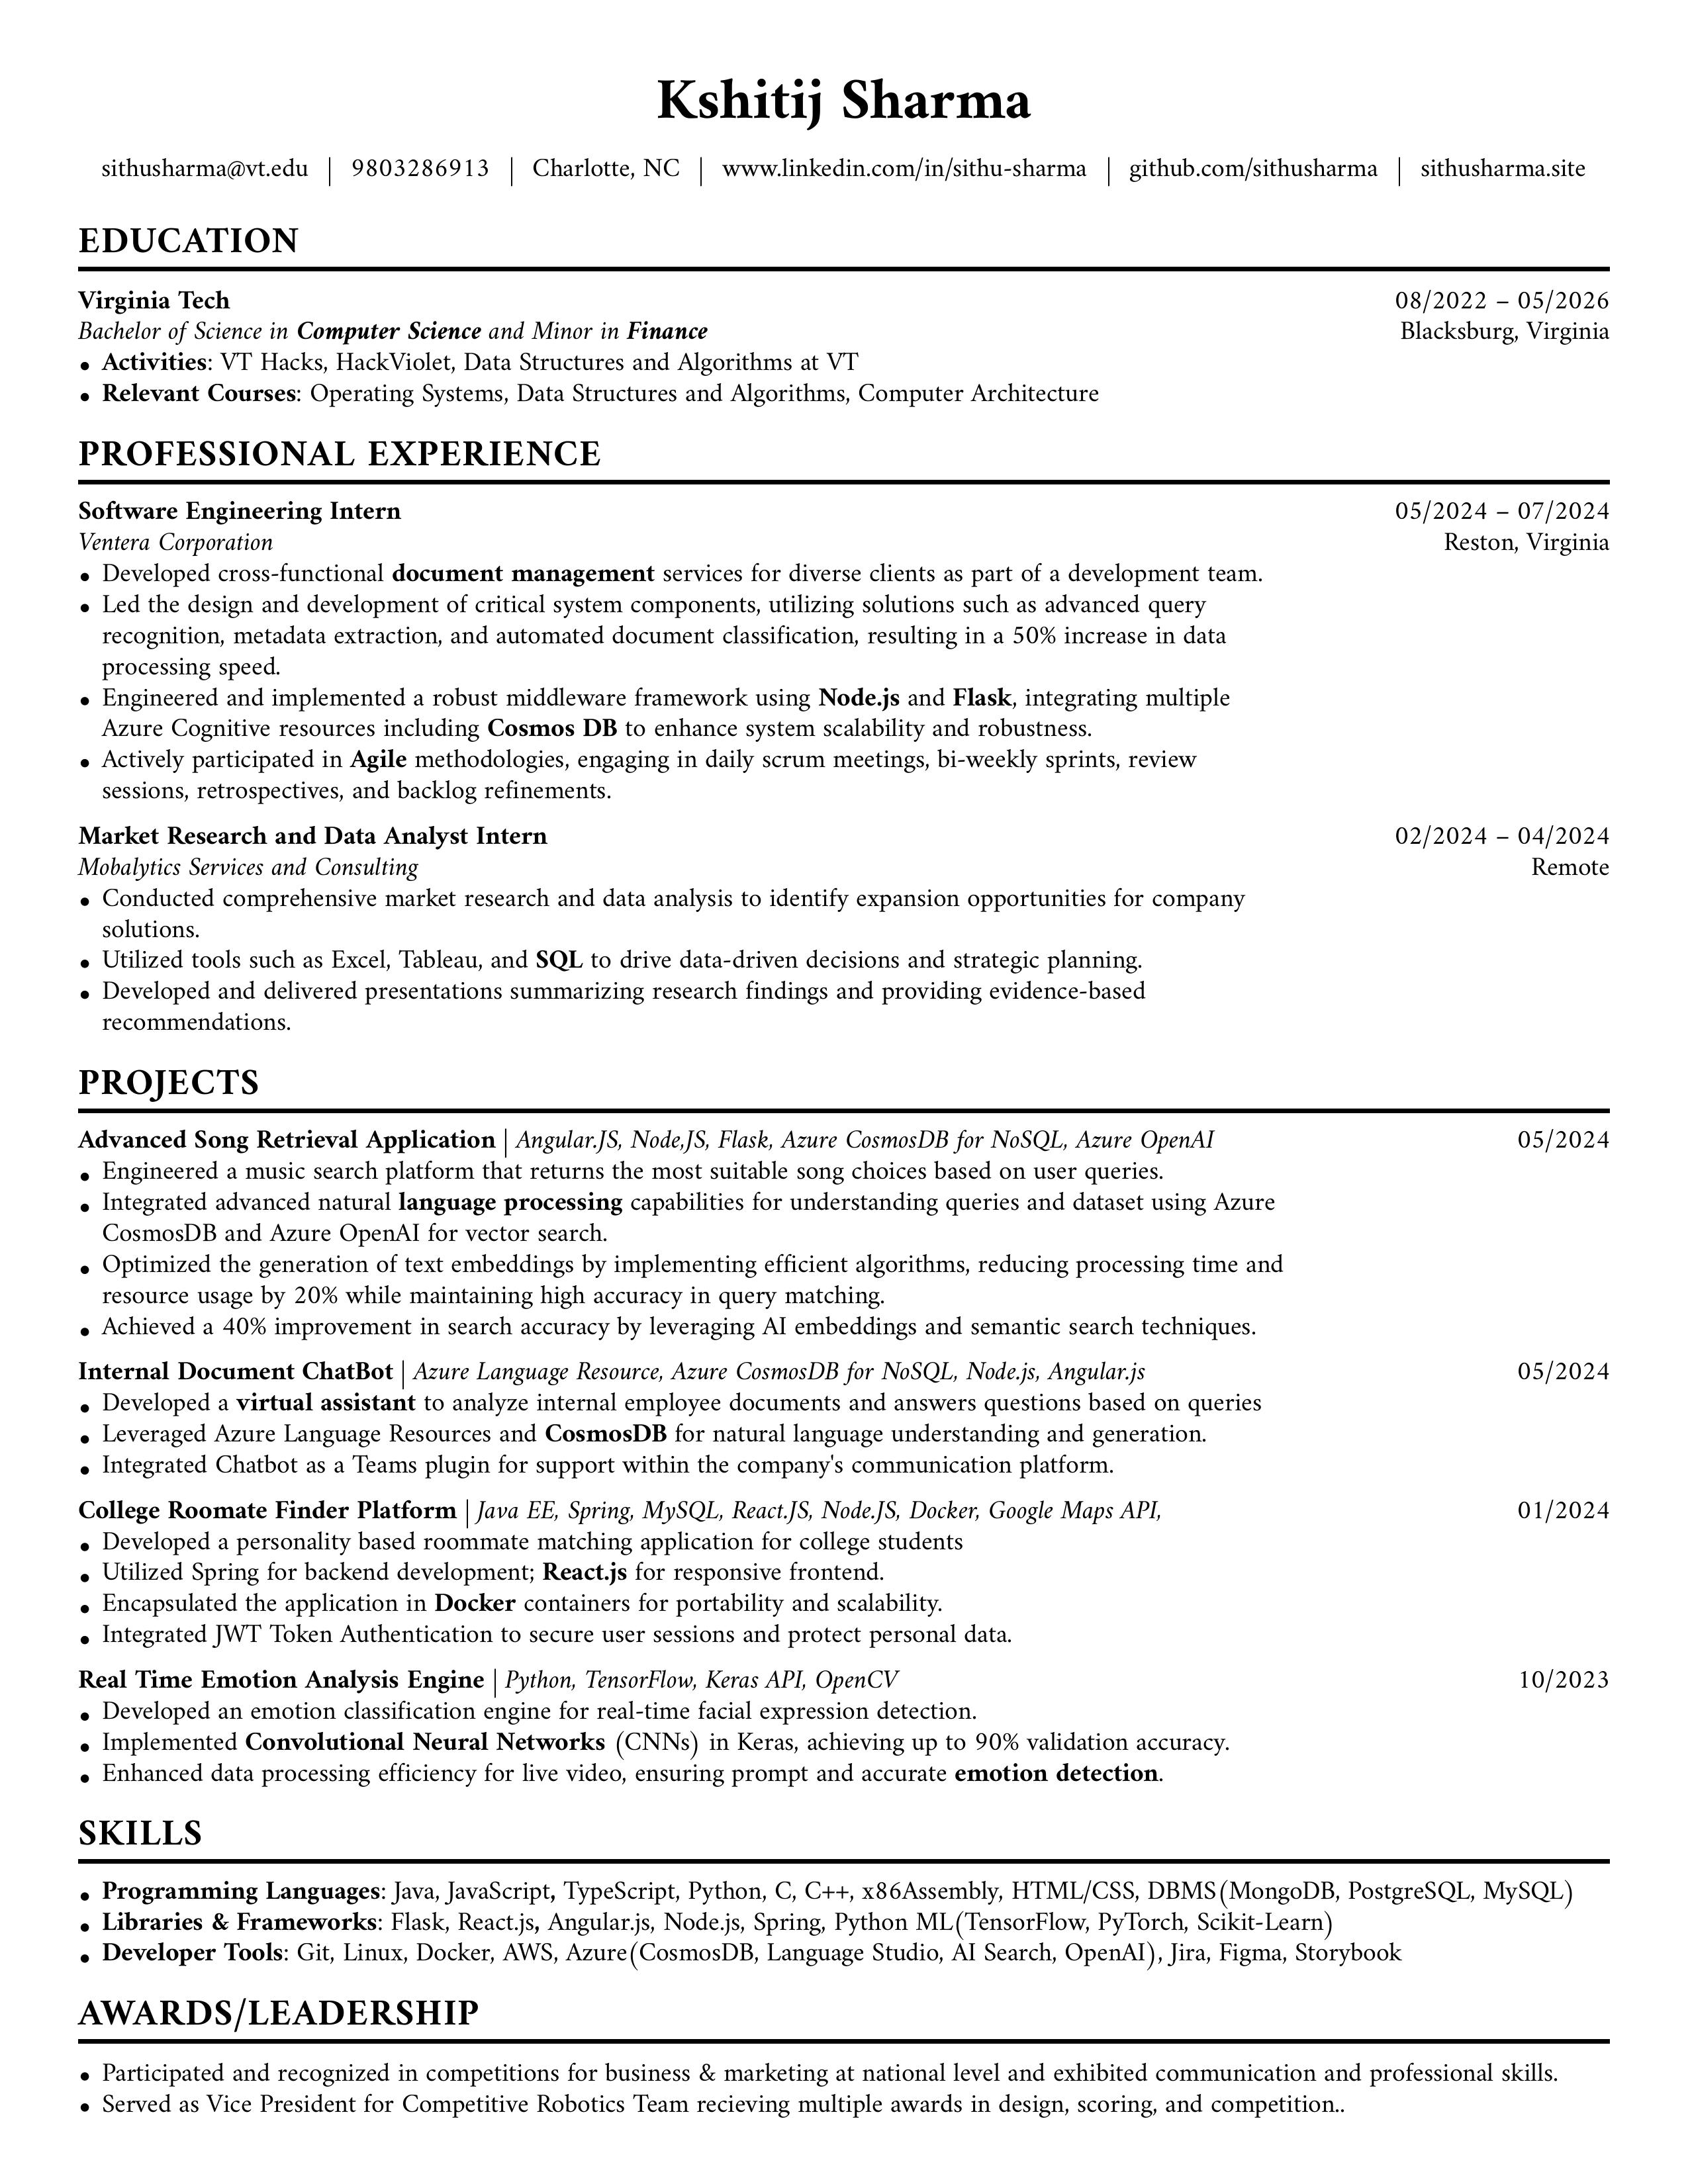 Kshitij Sharma
sithusharma@vt.edu | 9803286913 | Charlotte, NC | www.linkedin.com/in/sithu-sharma | github.com/sithusharma | sithusharma.site
EDUCATION
Virginia Tech 08/2022 – 05/2026
Bachelor of Science in Computer Science and Minor in Finance Blacksburg, Virginia
• Activities: VT Hacks, HackViolet, Data Structures and Algorithms at VT
• Relevant Courses: Operating Systems, Data Structures and Algorithms, Computer Architecture
PROFESSIONAL EXPERIENCE
Software Engineering Intern 05/2024 – 07/2024
Ventera Corporation Reston, Virginia
• Developed cross-functional document management services for diverse clients as part of a development team.
• Led the design and development of critical system components, utilizing solutions such as advanced query
recognition, metadata extraction, and automated document classification, resulting in a 50% increase in data
processing speed.
• Engineered and implemented a robust middleware framework using Node.js and Flask, integrating multiple
Azure Cognitive resources including Cosmos DB to enhance system scalability and robustness.
• Actively participated in Agile methodologies, engaging in daily scrum meetings, bi-weekly sprints, review
sessions, retrospectives, and backlog refinements.
Market Research and Data Analyst Intern 02/2024 – 04/2024
Mobalytics Services and Consulting Remote
• Conducted comprehensive market research and data analysis to identify expansion opportunities for company
solutions.
• Utilized tools such as Excel, Tableau, and SQL to drive data-driven decisions and strategic planning.
• Developed and delivered presentations summarizing research findings and providing evidence-based
recommendations.
PROJECTS
Advanced Song Retrieval Application | Angular.JS, Node,JS, Flask, Azure CosmosDB for NoSQL, Azure OpenAI 05/2024
• Engineered a music search platform that returns the most suitable song choices based on user queries.
• Integrated advanced natural language processing capabilities for understanding queries and dataset using Azure
CosmosDB and Azure OpenAI for vector search.
• Optimized the generation of text embeddings by implementing efficient algorithms, reducing processing time and
resource usage by 20% while maintaining high accuracy in query matching.
• Achieved a 40% improvement in search accuracy by leveraging AI embeddings and semantic search techniques.
Internal Document ChatBot | Azure Language Resource, Azure CosmosDB for NoSQL, Node.js, Angular.js 05/2024
• Developed a virtual assistant to analyze internal employee documents and answers questions based on queries
• Leveraged Azure Language Resources and CosmosDB for natural language understanding and generation.
• Integrated Chatbot as a Teams plugin for support within the company's communication platform.
College Roomate Finder Platform | Java EE, Spring, MySQL, React.JS, Node.JS, Docker, Google Maps API, 01/2024
• Developed a personality based roommate matching application for college students
• Utilized Spring for backend development; React.js for responsive frontend.
• Encapsulated the application in Docker containers for portability and scalability.
• Integrated JWT Token Authentication to secure user sessions and protect personal data.
Real Time Emotion Analysis Engine | Python, TensorFlow, Keras API, OpenCV 10/2023
• Developed an emotion classification engine for real-time facial expression detection.
• Implemented Convolutional Neural Networks (CNNs) in Keras, achieving up to 90% validation accuracy.
• Enhanced data processing efficiency for live video, ensuring prompt and accurate emotion detection.
SKILLS
• Programming Languages: Java, JavaScript, TypeScript, Python, C, C++, x86Assembly, HTML/CSS, DBMS(MongoDB, PostgreSQL, MySQL)
• Libraries & Frameworks: Flask, React.js, Angular.js, Node.js, Spring, Python ML(TensorFlow, PyTorch, Scikit-Learn)
• Developer Tools: Git, Linux, Docker, AWS, Azure(CosmosDB, Language Studio, AI Search, OpenAI), Jira, Figma, Storybook
AWARDS/LEADERSHIP
• Participated and recognized in competitions for business & marketing at national level and exhibited communication and professional skills.
• Served as Vice President for Competitive Robotics Team recieving multiple awards in design, scoring, and competition..